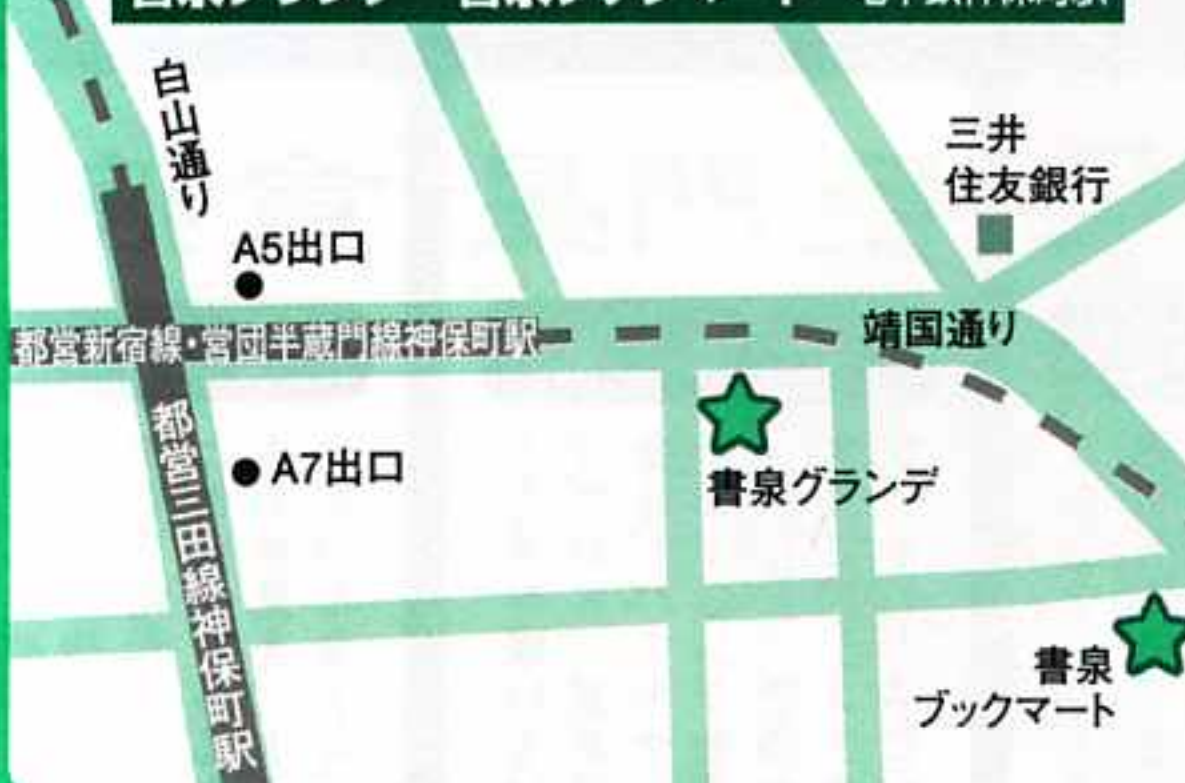 白山通り
三井
住友銀行
A5出口
靖国通り
都営新宿線・営団半蔵門線神保町駅
A7出口
書泉グランデ
都営三田線神保町駅
書泉
ブックマート